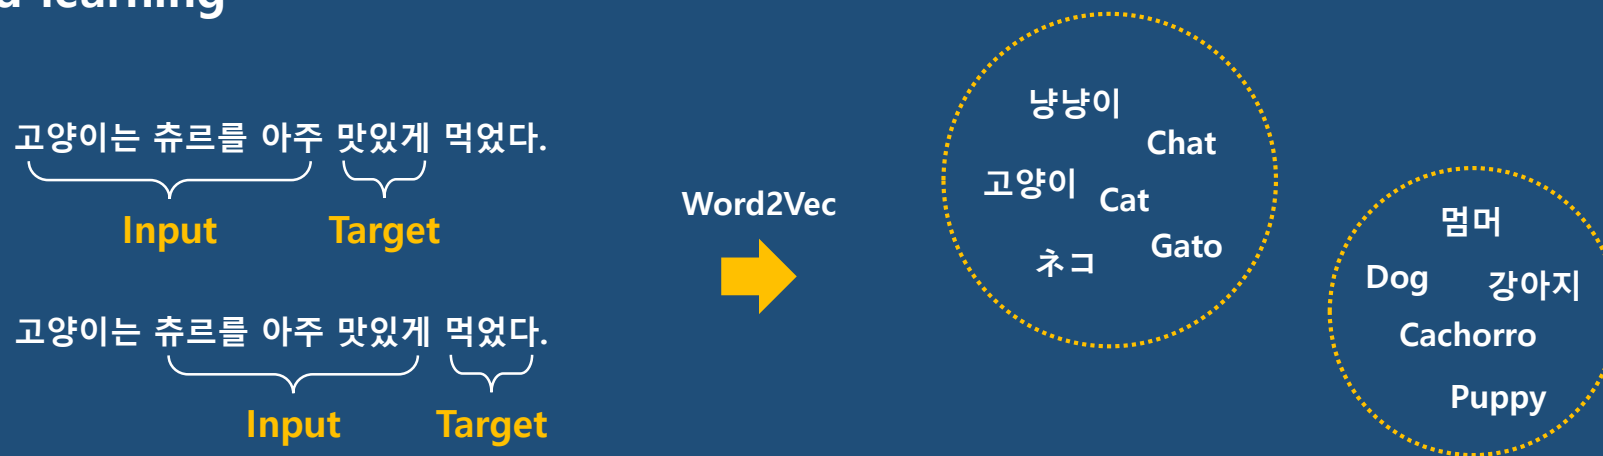 learning
고양이는 츄르를 아주 맛있게 먹었다.
Input Target
고양이는 츄르를 아주 맛있게 먹었다.
Input Target
Word2Vec
냥냥이
Chat
고양이
Cat
Gato
ネコ
멈머
Dog
강아지
Cachorro
Puppy